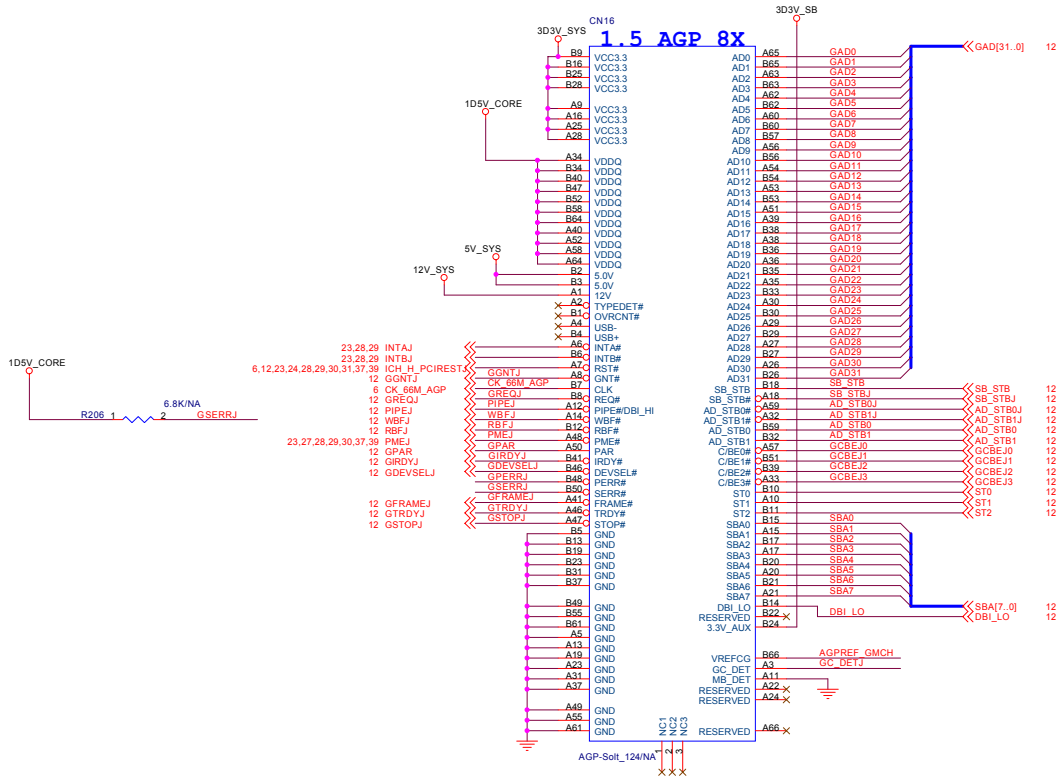 3D3V_SB
CN16
3D3V_SYS
1.5 AGP 8X
B9 VCC3.3 AD0 A65 GAD0 GAD[31..0] 12
B16 VCC3.3 AD1 B65 GAD1
B25 VCC3.3 AD2 A63 GAD2
B28 VCC3.3 AD3 B63 GAD3
AD4 A62 GAD4
1D5V_CORE
A9 VCC3.3 AD5 B62 GAD5
A16 VCC3.3 AD6 A60 GAD6
A25 VCC3.3 AD7 B60 GAD7
A28 VCC3.3 AD8 B57 GAD8
AD9 A56 GAD9
A34 VDDQ AD10 B56 GAD10
B34 VDDQ AD11 A54 GAD11
B40 VDDQ AD12 B54 GAD12
B47 VDDQ AD13 A53 GAD13
B52 VDDQ AD14 B53 GAD14
B58 VDDQ AD15 A51 GAD15
B64 VDDQ AD16 A39 GAD16
A40 VDDQ AD17 B38 GAD17
A52 VDDQ AD18 A38 GAD18
5V_SYS
A58 VDDQ AD19 B36 GAD19
A64 VDDQ AD20 A36 GAD20
12V_SYS
B2 5.0V AD21 B35 GAD21
B3 5.0V AD22 A35 GAD22
A1 12V AD23 B33 GAD23
A2 TYPEDET# AD24 A30 GAD24
B1 OVRCNT# AD25 B30 GAD25
A4 USB- AD26 A29 GAD26
B4 USB+ AD27 B29 GAD27
23,28,29 INTAJ A6 INTA# AD28 A27 GAD28
23,28,29 INTBJ B6 INTB# AD29 B27 GAD29
1D5V_CORE
6,12,23,24,28,29,30,31,37,39 ICH_H_PCIRESTJ A7 RST# AD30 A26 GAD30
12 GGNTJ GGNTJ A8 GNT# AD31 B26 GAD31
6 CK_66M_AGP CK_66M_AGP B7 CLK SB_STB B18 SB_STB SB_STB 12
12 GREQJ GREQJ B8 REQ# SB_STB# A18 SB_STBJ SB_STBJ 12
6.8K/NA
12 PIPEJ PIPEJ A12 PIPE#/DBI_HI AD_STB0# A59 AD_STB0J AD_STB0J 12
R206 1 2 GSERRJ
12 WBFJ WBFJ A14 WBF# AD_STB1# A32 AD_STB1J AD_STB1J 12
12 RBFJ RBFJ B12 RBF# AD_STB0 B59 AD_STB0 AD_STB0 12
23,27,28,29,30,37,39 PMEJ PMEJ A48 PME# AD_STB1 B32 AD_STB1 AD_STB1 12
12 GPAR GPAR A50 PAR C/BE0# A57 GCBEJ0 GCBEJ0 12
12 GIRDYJ GIRDYJ B41 IRDY# C/BE1# B51 GCBEJ1 GCBEJ1 12
12 GDEVSELJ GDEVSELJ B46 DEVSEL# C/BE2# B39 GCBEJ2 GCBEJ2 12
GPERRJ B48 PERR# C/BE3# A33 GCBEJ3 GCBEJ3 12
GSERRJ B50 SERR# ST0 B10 ST0 12
12 GFRAMEJ GFRAMEJ A41 FRAME# ST1 A10 ST1 12
12 GTRDYJ GTRDYJ A46 TRDY# ST2 B11 ST2 12
12 GSTOPJ GSTOPJ A47 STOP# SBA0 B15 SBA0
B5 GND SBA1 A15 SBA1
B13 GND SBA2 B17 SBA2
B19 GND SBA3 A17 SBA3
B23 GND SBA4 B20 SBA4
B31 GND SBA5 A20 SBA5
B37 GND SBA6 B21 SBA6
SBA7 A21 SBA7
B49 GND DBI_LO B14 DBI_LO SBA[7..0] 12
B55 GND RESERVED B22 DBI_LO 12
B61 GND 3.3V_AUX B24
A5 GND
A13 GND
A19 GND VREFCG B66 AGPREF_GMCH
A23 GND GC_DET A3 GC_DETJ
A31 GND MB_DET A11
A37 GND RESERVED A22
RESERVED A24
A49 GND
A55 GND
A61 GND RESERVED A66
NC1 NC2 NC3
1 2 3
AGP-Solt_124/NA